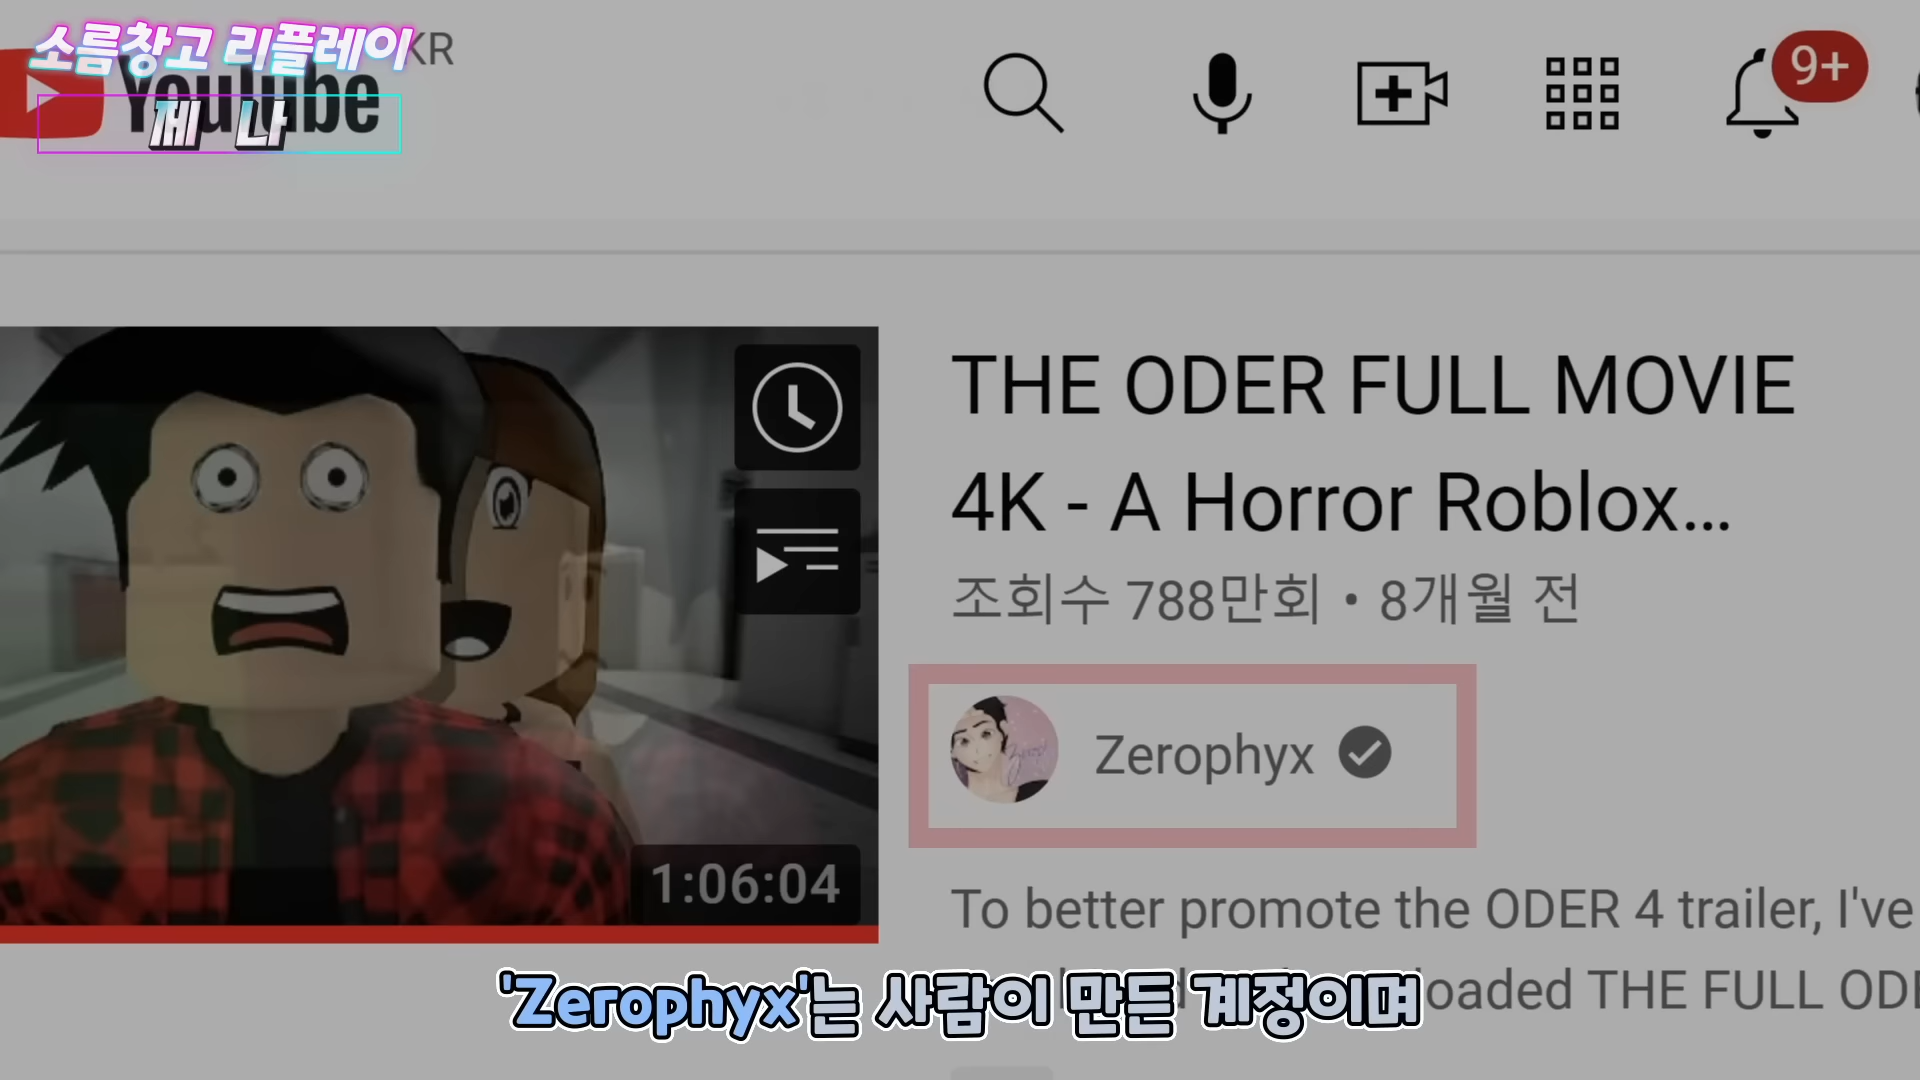 소름창고 리플레이
제 나
YouTube KR
9+
THE ODER FULL MOVIE
4K - A Horror Roblox...
조회수 788만회 • 8개월 전
Zerophyx
1:06:04
To better promote the ODER 4 trailer, I've
oaded THE FULL ODE
'Zerophyx'는 사람이 만든 계정이며